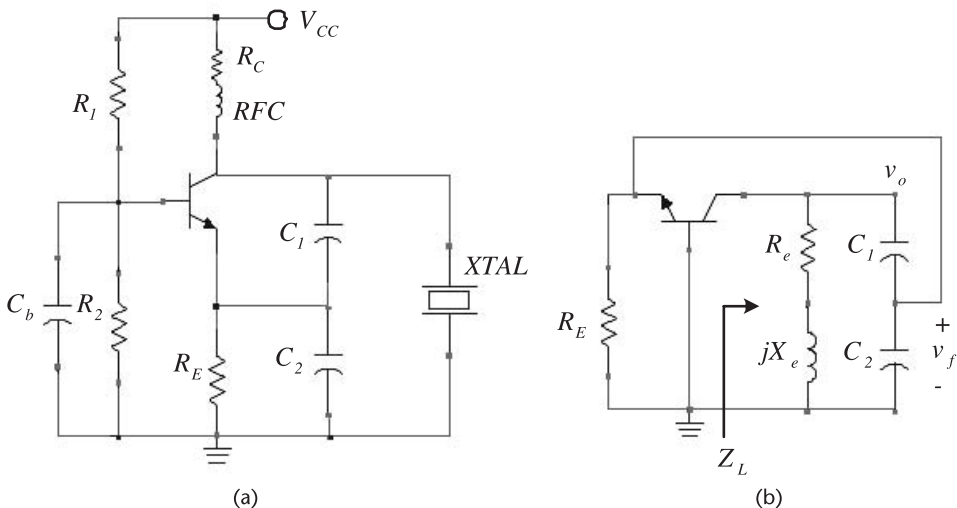 V_CC
R_C
R_1
RFC
C_1
XTAL
C_b
R_2
R_E
C_2
(a)
v_o
R_e
C_1
R_E
jX_e
C_2
+
v_f
-
Z_L
(b)